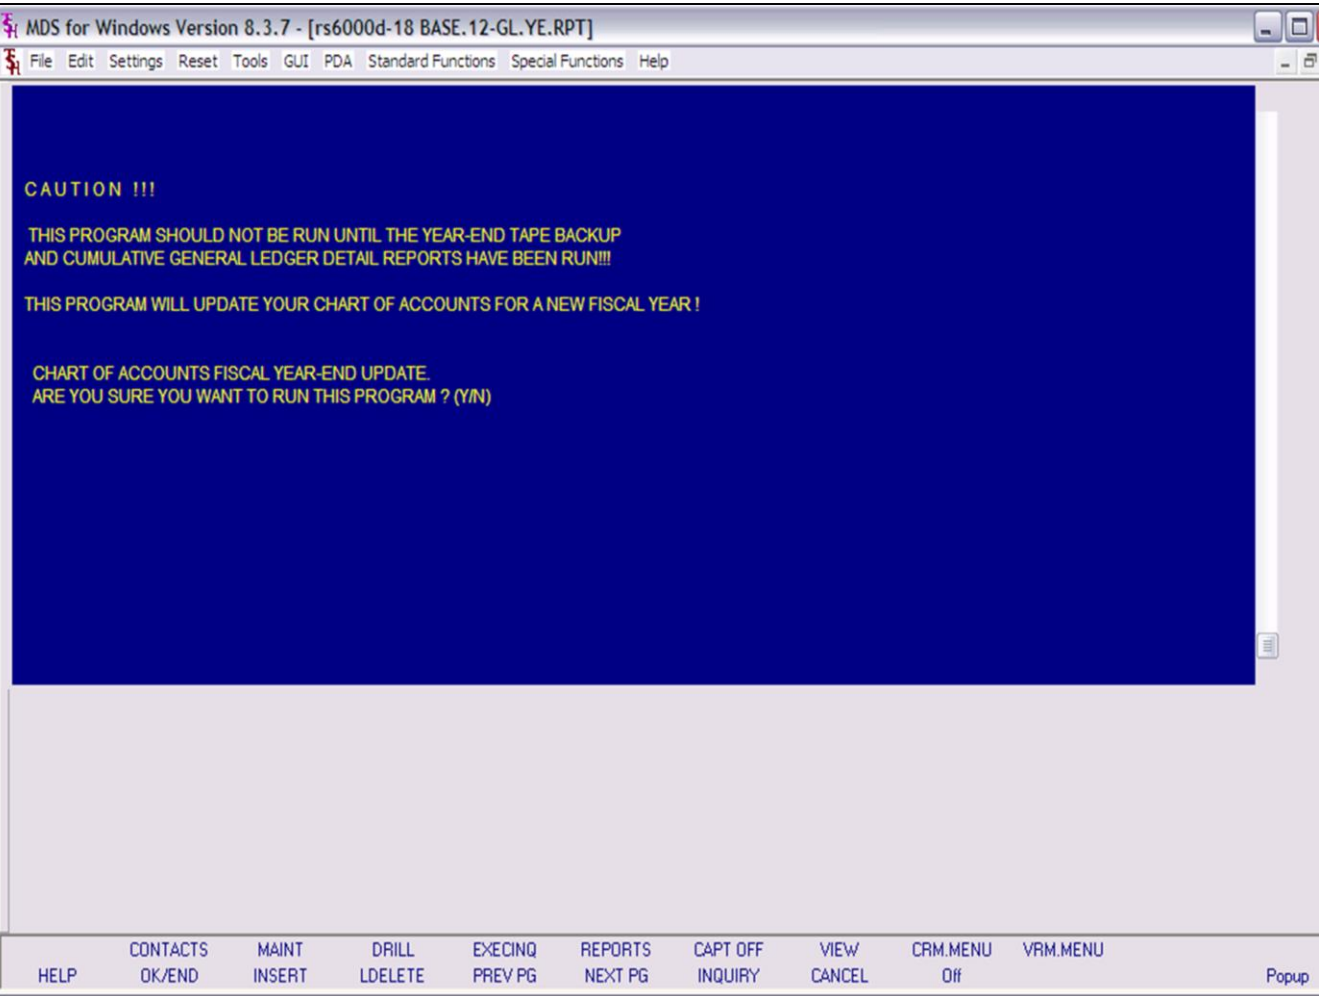 MDS for Windows Version 8.3.7 - [rs6000d-18 BASE.12-GL.YE.RPT]
File Edit Settings Reset Tools GUI PDA Standard Functions Special Functions Help
CAUTION !!!
THIS PROGRAM SHOULD NOT BE RUN UNTIL THE YEAR-END TAPE BACKUP
AND CUMULATIVE GENERAL LEDGER DETAIL REPORTS HAVE BEEN RUN!!!
THIS PROGRAM WILL UPDATE YOUR CHART OF ACCOUNTS FOR A NEW FISCAL YEAR !
CHART OF ACCOUNTS FISCAL YEAR-END UPDATE.
ARE YOU SURE YOU WANT TO RUN THIS PROGRAM ? (Y/N)
CONTACTS MAINT DRILL EXECINQ REPORTS CAPT OFF VIEW CRM.MENU VRM.MENU
HELP OK/END INSERT LDELETE PREV PG NEXT PG INQUIRY CANCEL Off Popup